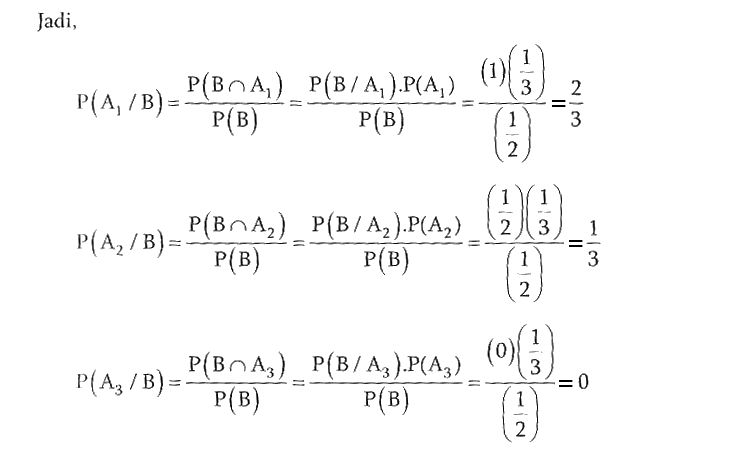 Jadi,
P(A₁ / B) = P(B ∩ A₁) / P(B) = P(B / A₁).P(A₁) / P(B) = (1)(1/3) / (1/2) = 2/3
P(A₂ / B) = P(B ∩ A₂) / P(B) = P(B / A₂).P(A₂) / P(B) = (1/2)(1/3) / (1/2) = 1/3
P(A₃ / B) = P(B ∩ A₃) / P(B) = P(B / A₃).P(A₃) / P(B) = (0)(1/3) / (1/2) = 0